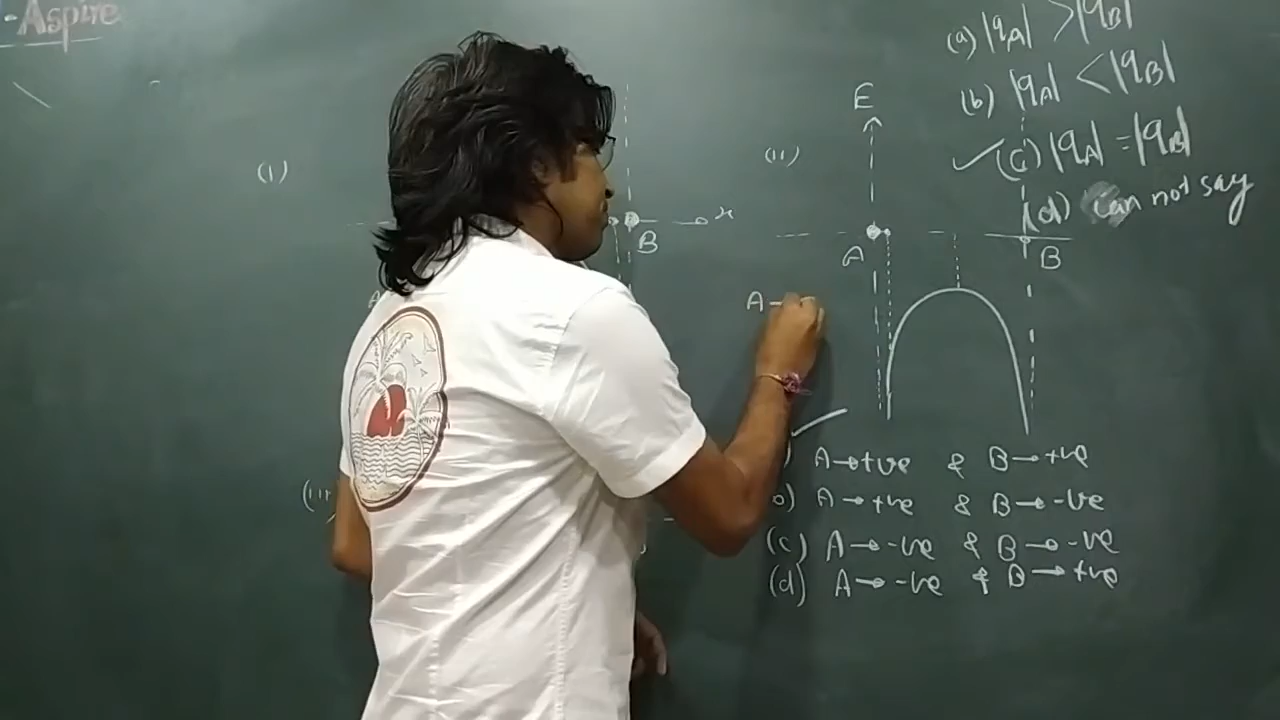 -Aspire
(a) |qA| > |qB|
(b) |qA| < |qB|
✓(c) |qA| = |qB|
(d) can not say
(i)
B
x
(ii)
E
A
B
A
A→+ve & B→+ve
A→+ve & B→-ve
(c) A→-ve & B→-ve
(d) A→-ve & B→+ve